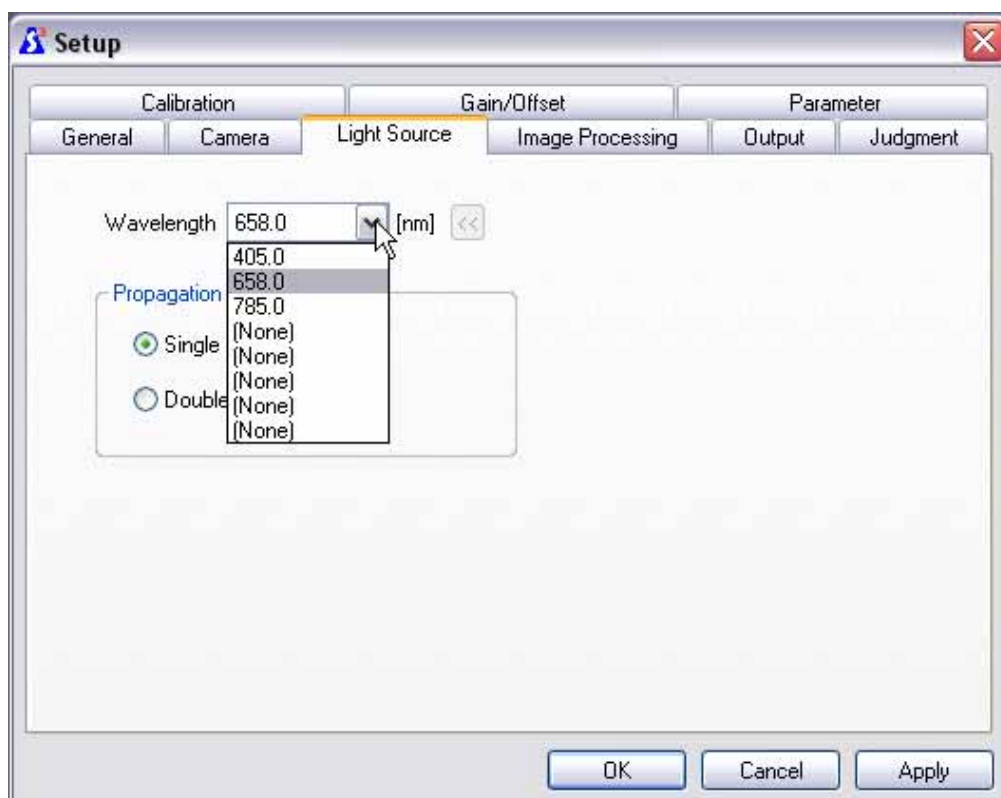 Setup
Calibration Gain/Offset Parameter
General Camera Light Source Image Processing Output Judgment
Wavelength 658.0 [nm] <<
405.0
658.0
785.0
(None)
(None)
(None)
(None)
(None)
Propagation
Single
Double
OK Cancel Apply